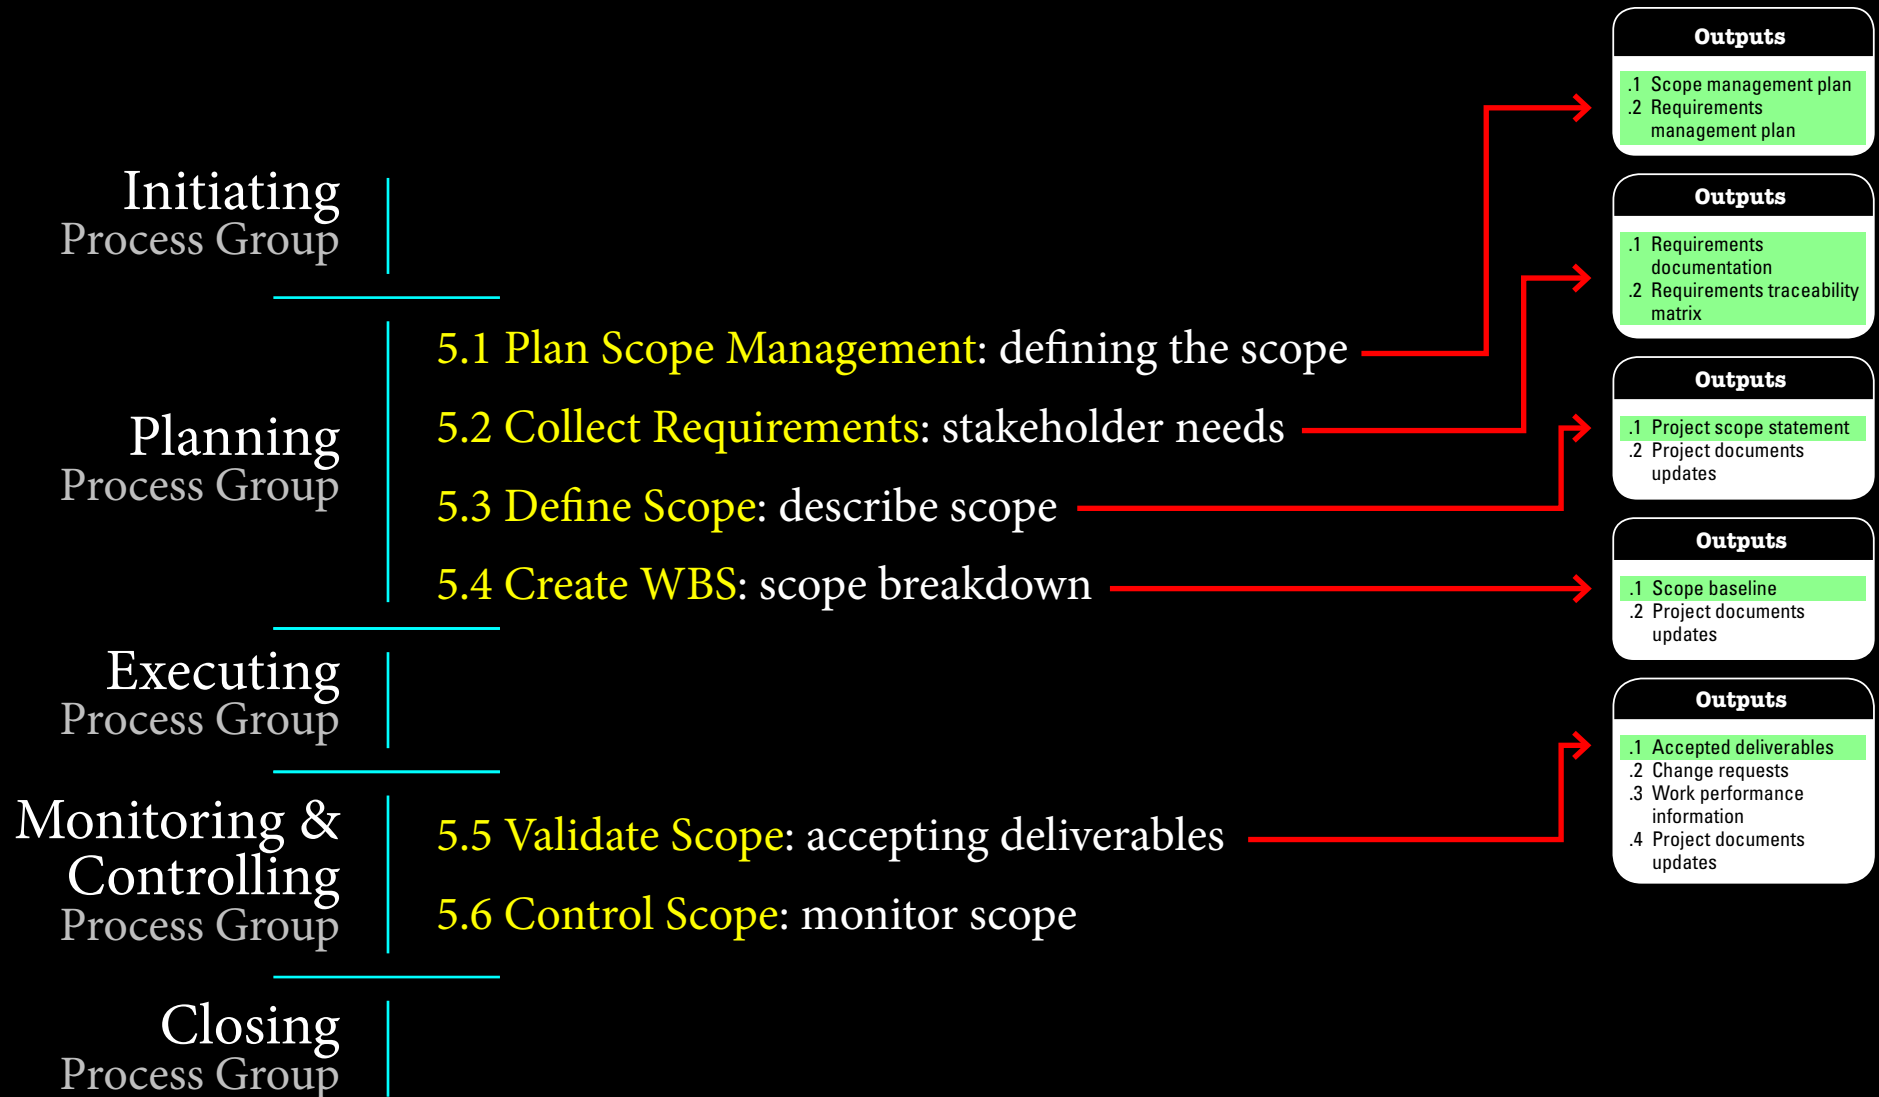 Initiating
Process Group
Planning
Process Group
5.1 Plan Scope Management: defining the scope
5.2 Collect Requirements: stakeholder needs
5.3 Define Scope: describe scope
5.4 Create WBS: scope breakdown
Executing
Process Group
Monitoring &
Controlling
Process Group
5.5 Validate Scope: accepting deliverables
5.6 Control Scope: monitor scope
Closing
Process Group
Outputs
.1 Scope management plan
.2 Requirements
management plan
Outputs
.1 Requirements
documentation
.2 Requirements traceability
matrix
Outputs
.1 Project scope statement
.2 Project documents
updates
Outputs
.1 Scope baseline
.2 Project documents
updates
Outputs
.1 Accepted deliverables
.2 Change requests
.3 Work performance
information
.4 Project documents
updates